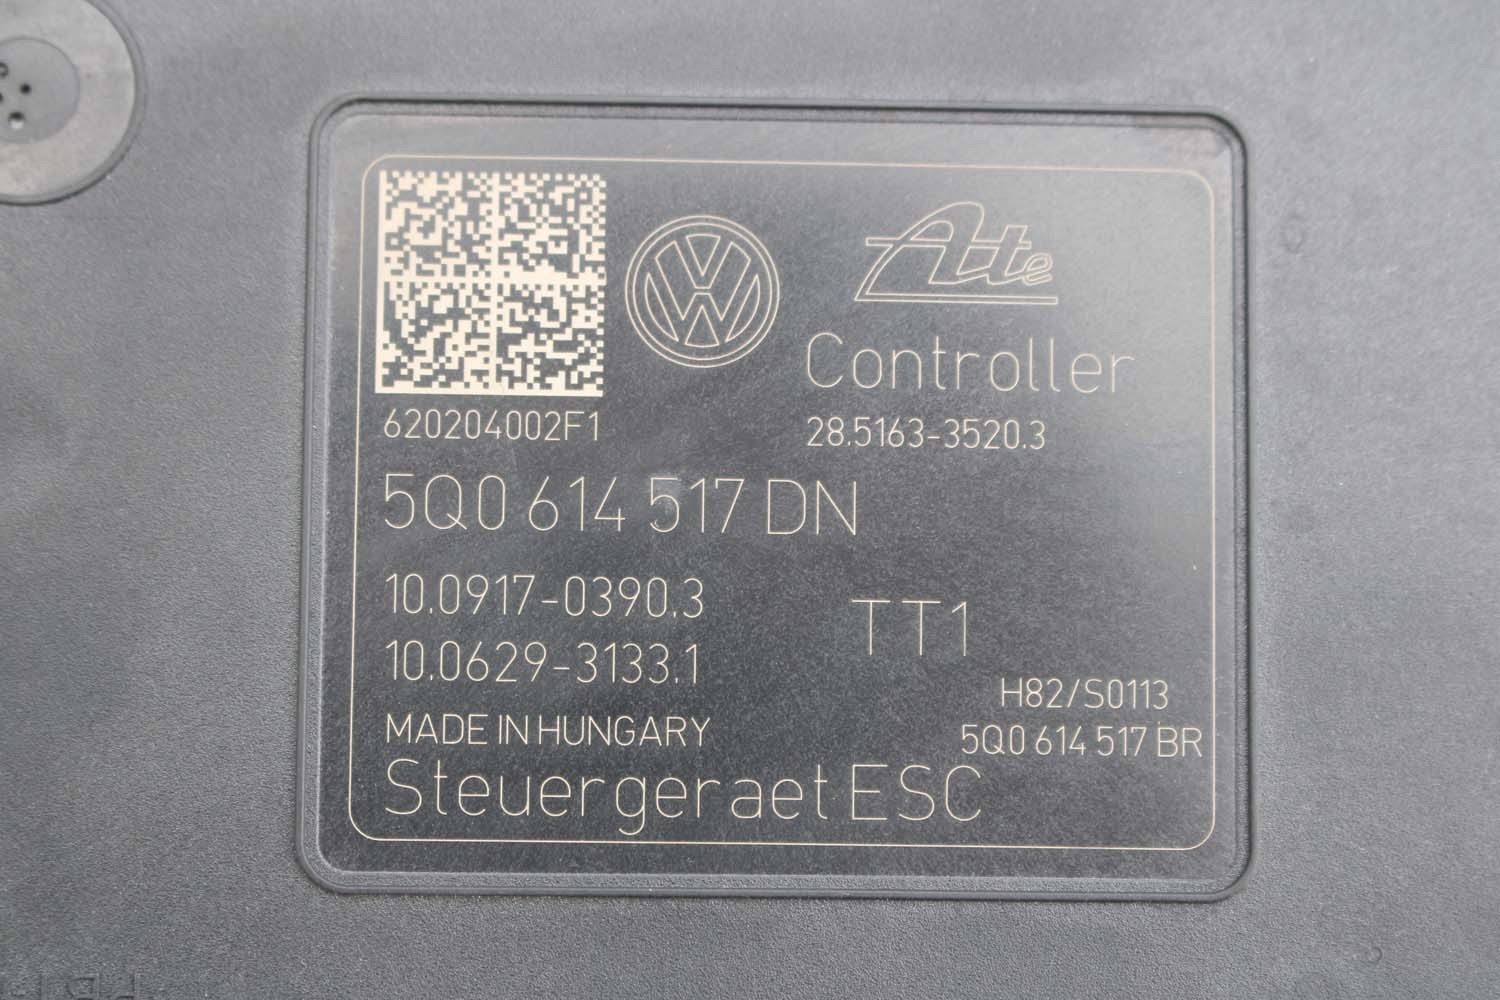 Ate
Controller
620204002F1
28.5163-3520.3
5Q0 614 517 DN
10.0917-0390.3
10.0629-3133.1
TT1
H82/S0113
MADE IN HUNGARY
5Q0 614 517 BR
Steuergeraet ESC